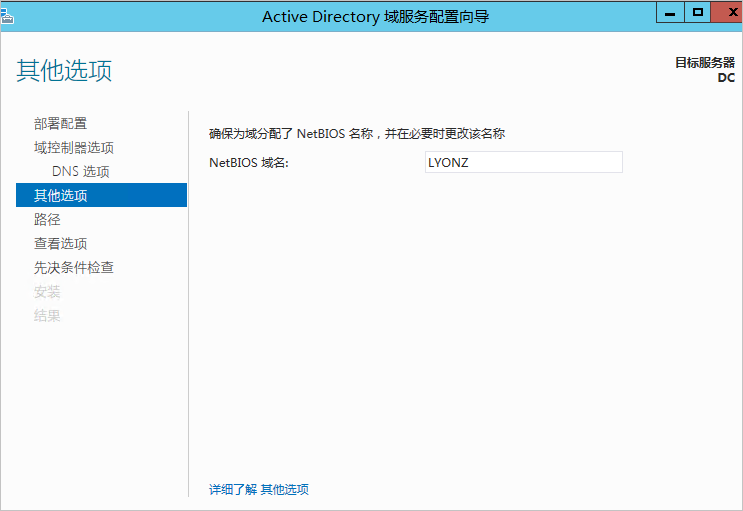 Active Directory 域服务配置向导
其他选项
目标服务器
DC
部署配置
域控制器选项
DNS 选项
其他选项
路径
查看选项
先决条件检查
安装
结果
确保为域分配了 NetBIOS 名称，并在必要时更改该名称
NetBIOS 域名: LYONZ
详细了解 其他选项